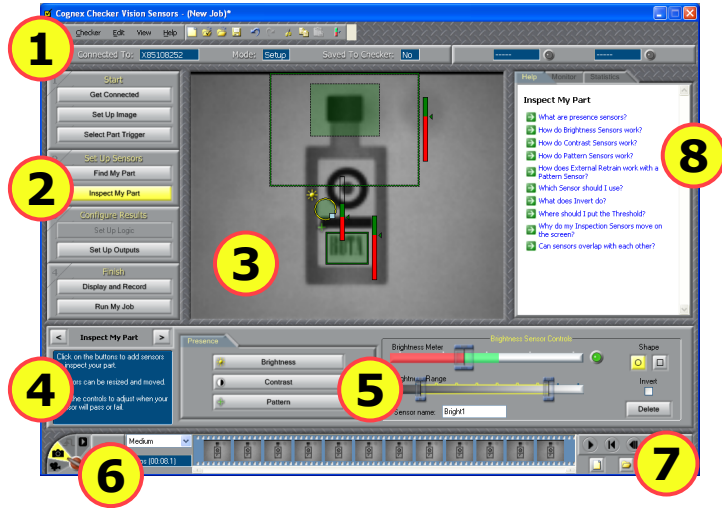 Cognex Checker Vision Sensors - (New Job)*
Checker Edit View Help
1
Connected To: X85108252 Mode: Setup Saved To Checker: No ----- -----
Start
Get Connected
Set Up Image
Select Part Trigger
Set Up Sensors
Find My Part
2
Inspect My Part
Configure Results
Set Up Logic
Set Up Outputs
Finish
Display and Record
Run My Job
3
Help Monitor Statistics
Inspect My Part
What are presence sensors?
How do Brightness Sensors work?
How do Contrast Sensors work?
How do Pattern Sensors work?
8
How does External Retrain work with a
Pattern Sensor?
Which Sensor should I use?
What does Invert do?
Where should I put the Threshold?
Why do my Inspection Sensors move on
the screen?
Can sensors overlap with each other?
< Inspect My Part >
Click on the buttons to add sensors
inspect your part.
can be resized and moved.
4
controls to adjust when your
will pass or fail.
Presence
Brightness
Contrast
Pattern
5
Brightness Sensor Controls
Brightness Meter
Range
Sensor name: Bright1
Shape
Invert
Delete
6
Medium
(00:08.1)
7